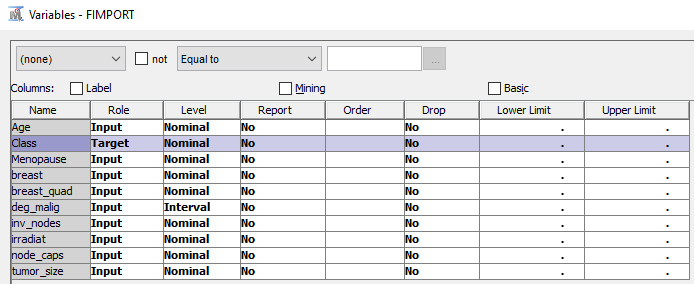 Variables - FIMPORT
(none) not Equal to ...
Columns: Label Mining Basic
Name Role Level Report Order Drop Lower Limit Upper Limit
Age Input Nominal No No . .
Class Target Nominal No No . .
Menopause Input Nominal No No . .
breast Input Nominal No No . .
breast_quad Input Nominal No No . .
deg_malig Input Interval No No . .
inv_nodes Input Nominal No No . .
irradiat Input Nominal No No . .
node_caps Input Nominal No No . .
tumor_size Input Nominal No No . .